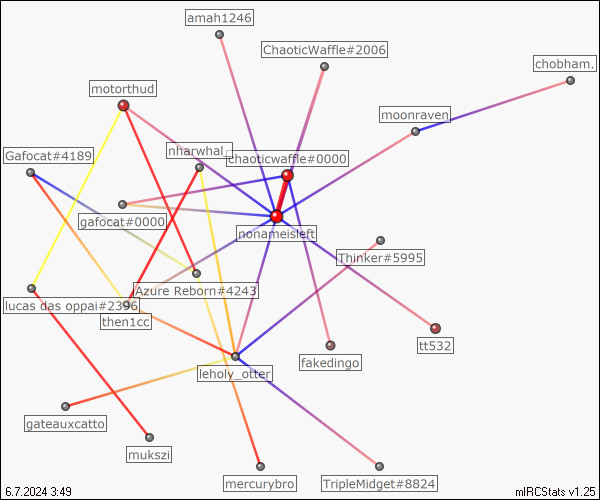 amah1246
ChaoticWaffle#2006
chobham.
motorthud
moonraven
nharwhal_
Gafocat#4189
chaoticwaffle#0000
gafocat#0000
nonameisleft
Thinker#5995
Azure Reborn#4243
lucas das oppai#2396
then1cc
tt532
fakedingo
leholy_otter
gateauxcatto
mukszi
mercurybro
TripleMidget#8824
6.7.2024 3:49
mIRCStats v1.25